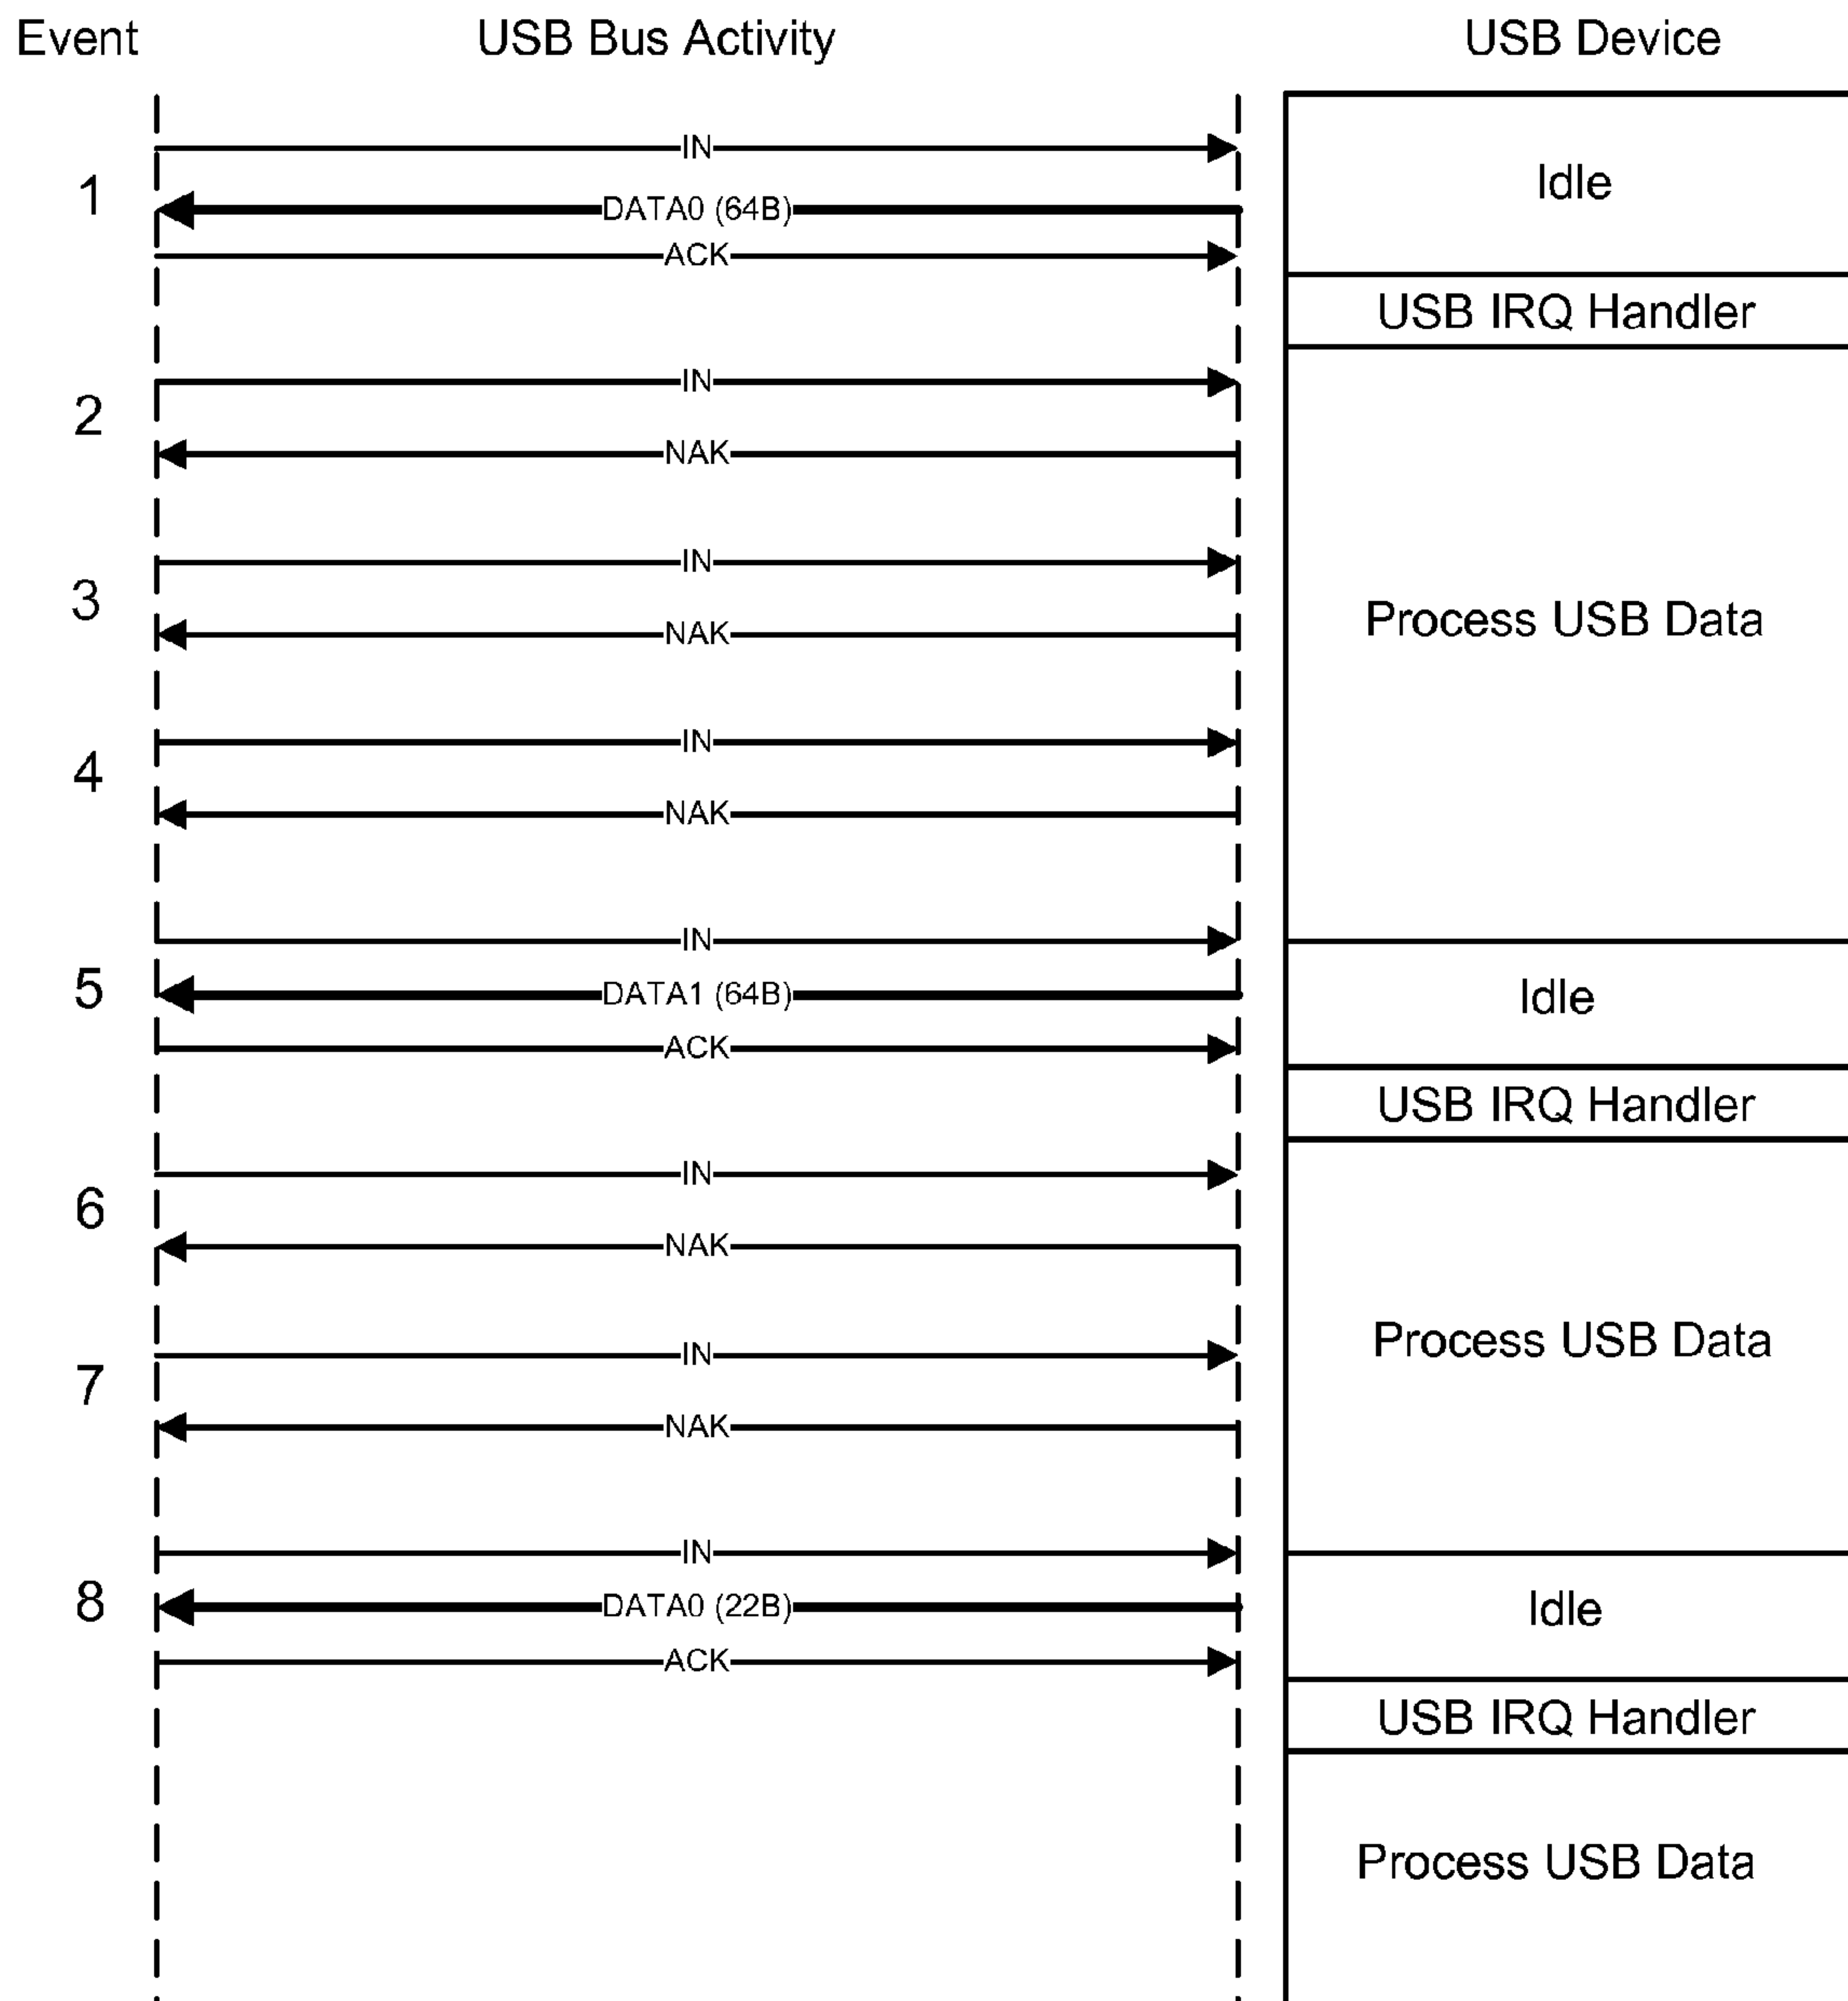 Event USB Bus Activity USB Device
IN
1
DATA0 (64B)
Idle
ACK
USB IRQ Handler
IN
2
NAK
IN
3
NAK
Process USB Data
IN
4
NAK
IN
5
DATA1 (64B)
Idle
ACK
USB IRQ Handler
IN
6
NAK
Process USB Data
IN
7
NAK
IN
8
DATA0 (22B)
Idle
ACK
USB IRQ Handler
Process USB Data